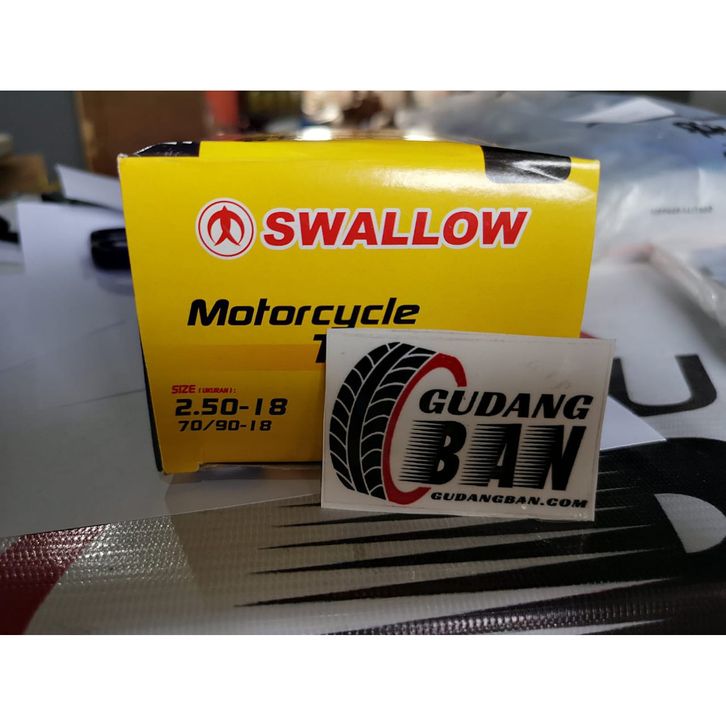 SWALLOW
Motorcycle
SIZE (UKURAN) :
2.50-18
70/90-18
GUDANG
BAN
GUDANGBAN.COM